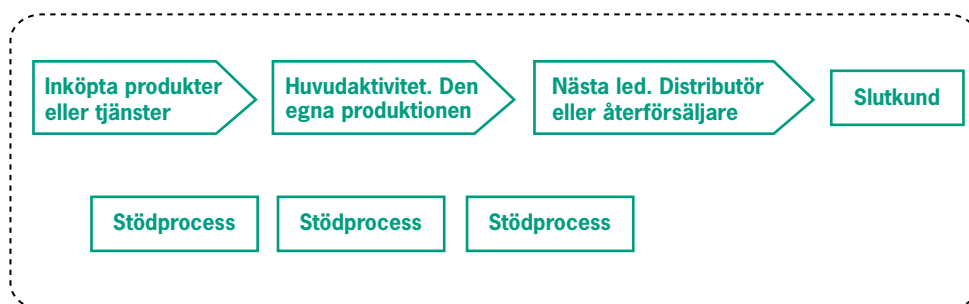 Inköpta produkter
eller tjänster
Huvudaktivitet. Den
egna produktionen
Nästa led. Distributör
eller återförsäljare
Slutkund
Stödprocess
Stödprocess
Stödprocess